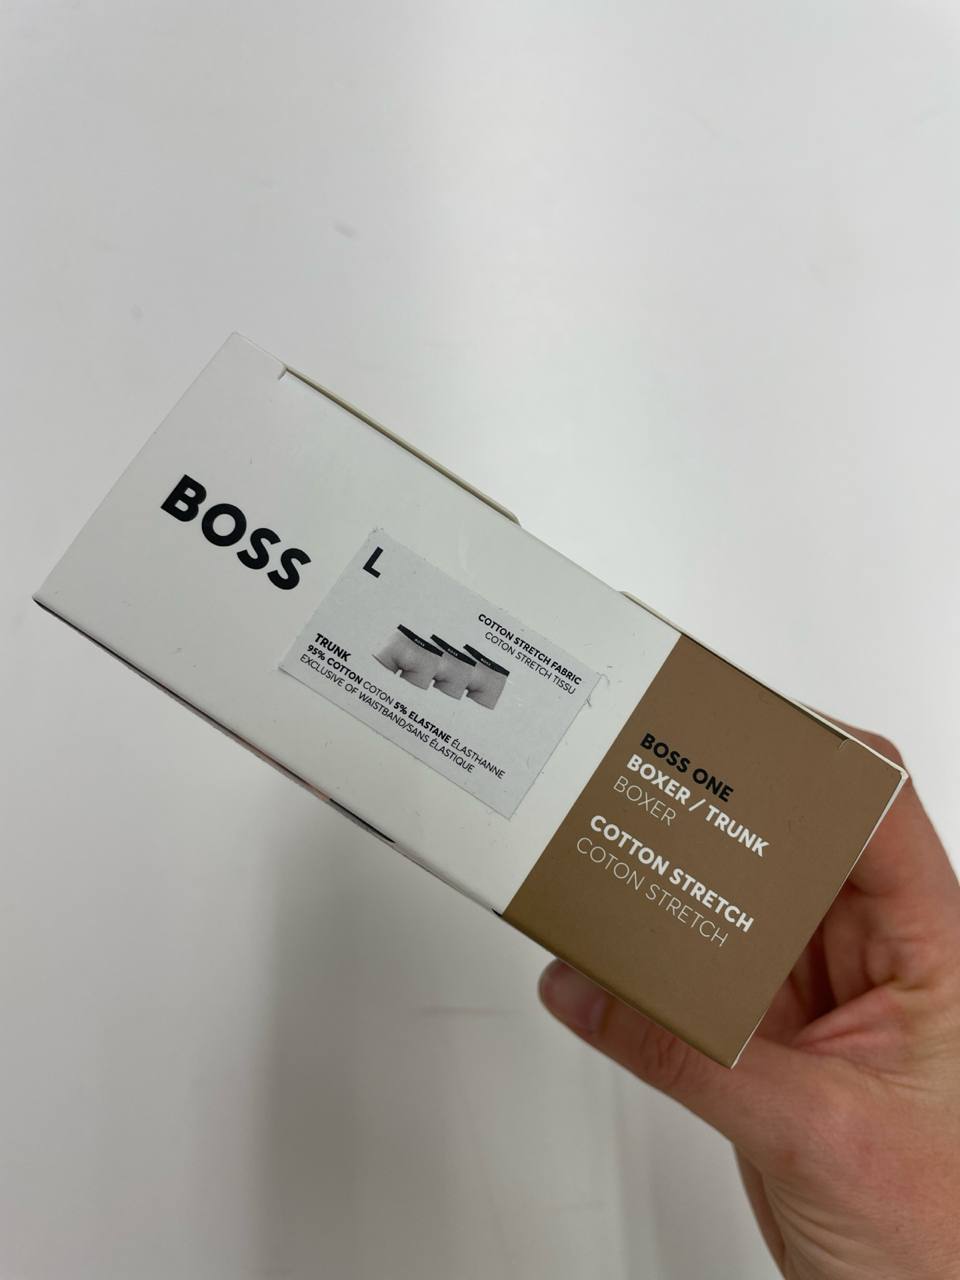 BOSS
L
COTTON STRETCH FABRIC
COTON STRETCH TISSU
TRUNK
95% COTTON COTON 5% ELASTANE ÉLASTHANNE
EXCLUSIVE OF WAISTBAND/SANS ÉLASTIQUE
BOSS ONE
BOXER / TRUNK
BOXER
COTTON STRETCH
COTON STRETCH